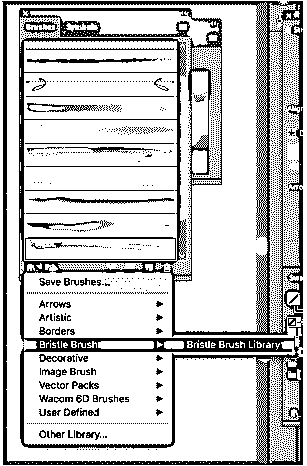 Brushes
Save Brushes...
Arrows
Artistic
Borders
Bristle Brush
Bristle Brush Library
Decorative
Image Brush
Vector Packs
Wacom 6D Brushes
User Defined
Other Library...